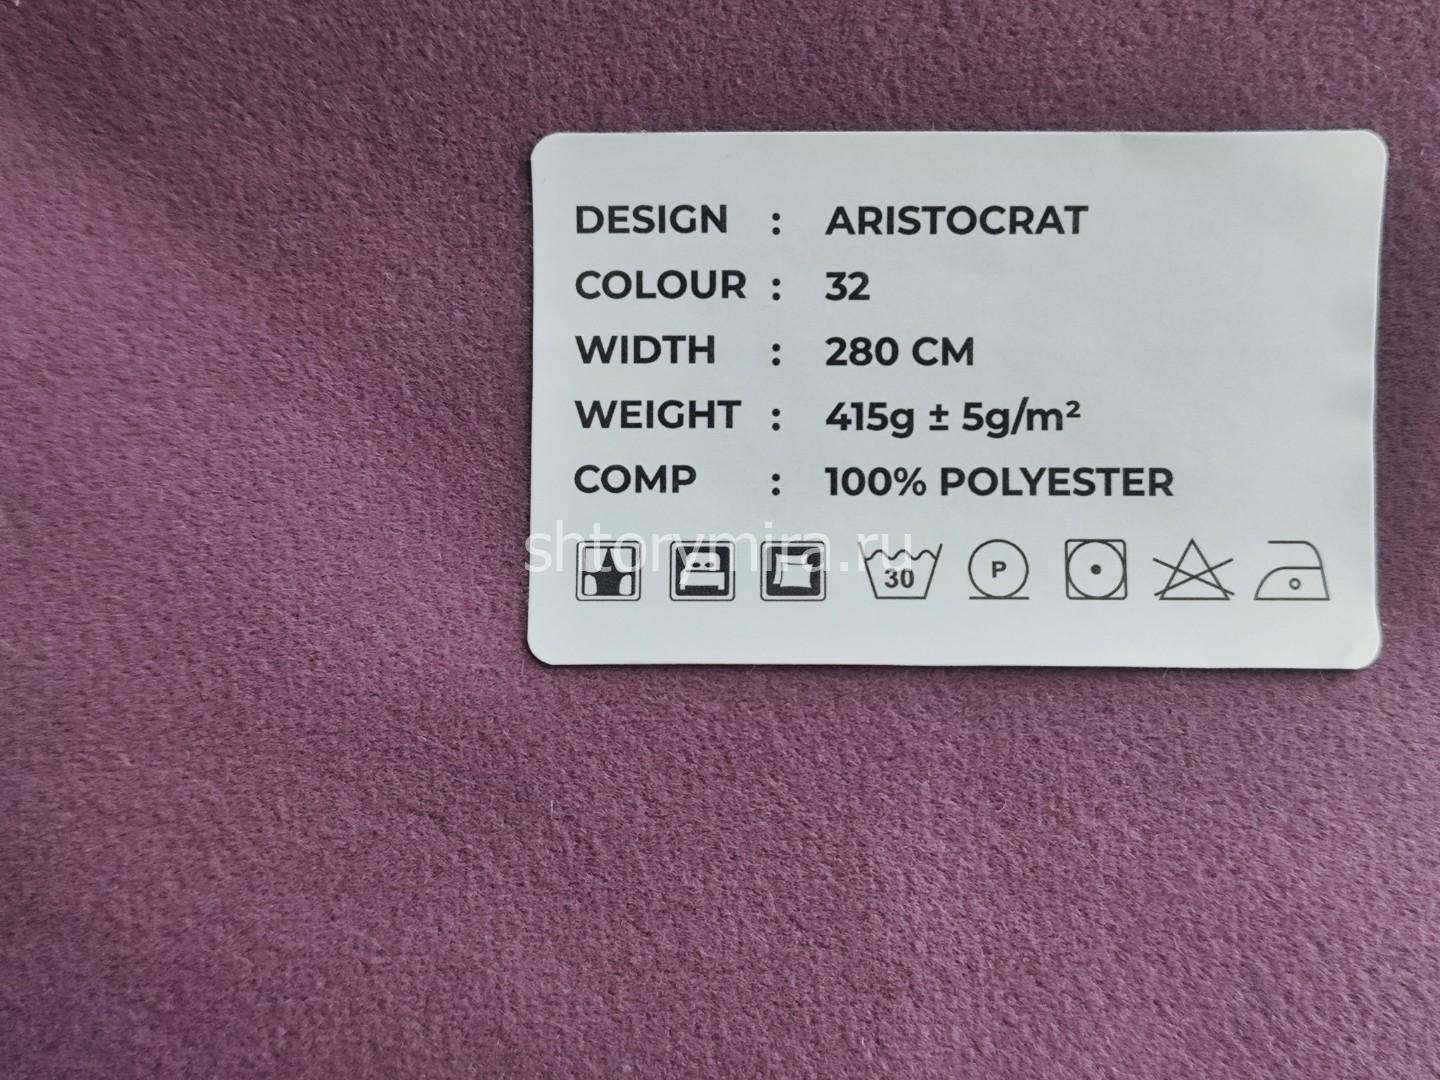 DESIGN : ARISTOCRAT
COLOUR : 32
WIDTH : 280 CM
WEIGHT : 415g ± 5g/m²
COMP : 100% POLYESTER
shtorymira.ru
30 P